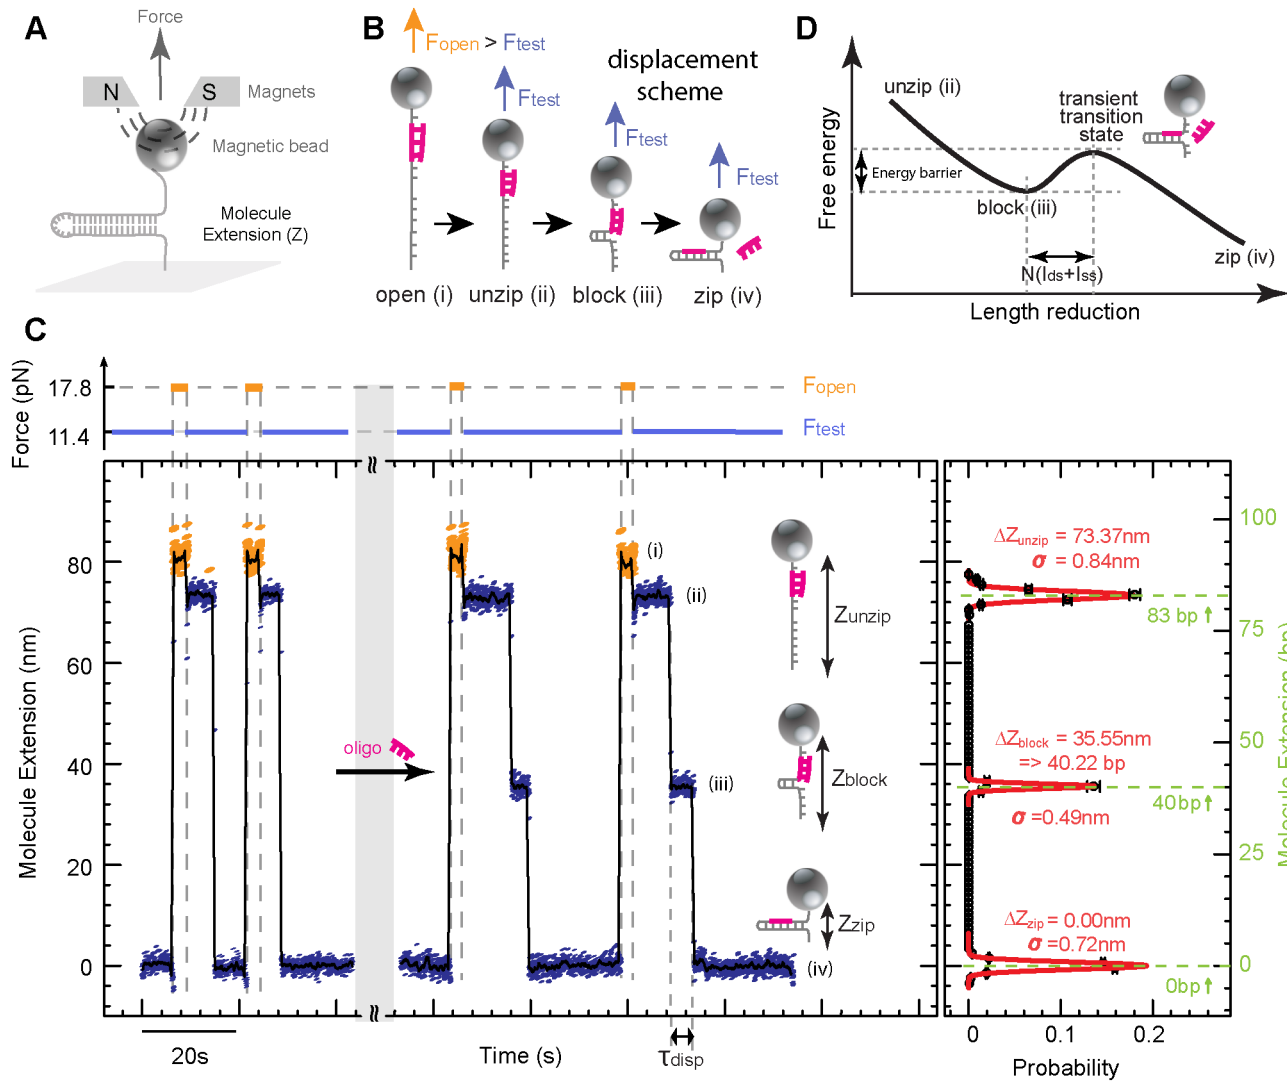 A
Force
N
S
Magnets
Magnetic bead
Molecule
Extension (Z)
B
Fopen > Ftest
Ftest
Ftest
Ftest
displacement
scheme
open (i)
unzip (ii)
block (iii)
zip (iv)
D
Free energy
unzip (ii)
transient
transition
state
Energy barrier
block (iii)
N(lds+lss)
zip (iv)
Length reduction
C
Force (pN)
17.8
11.4
Fopen
Ftest
Molecule Extension (nm)
80
60
40
20
0
(i)
(ii)
(iii)
(iv)
oligo
Zunzip
Zblock
Zzip
20s
Time (s)
τdisp
ΔZunzip = 73.37nm
σ = 0.84nm
83 bp
ΔZblock = 35.55nm
=> 40.22 bp
40bp
σ =0.49nm
ΔZzip = 0.00nm
σ =0.72nm
0bp
100
75
50
25
0
Molecule Extension (bp)
0
0.1
0.2
Probability